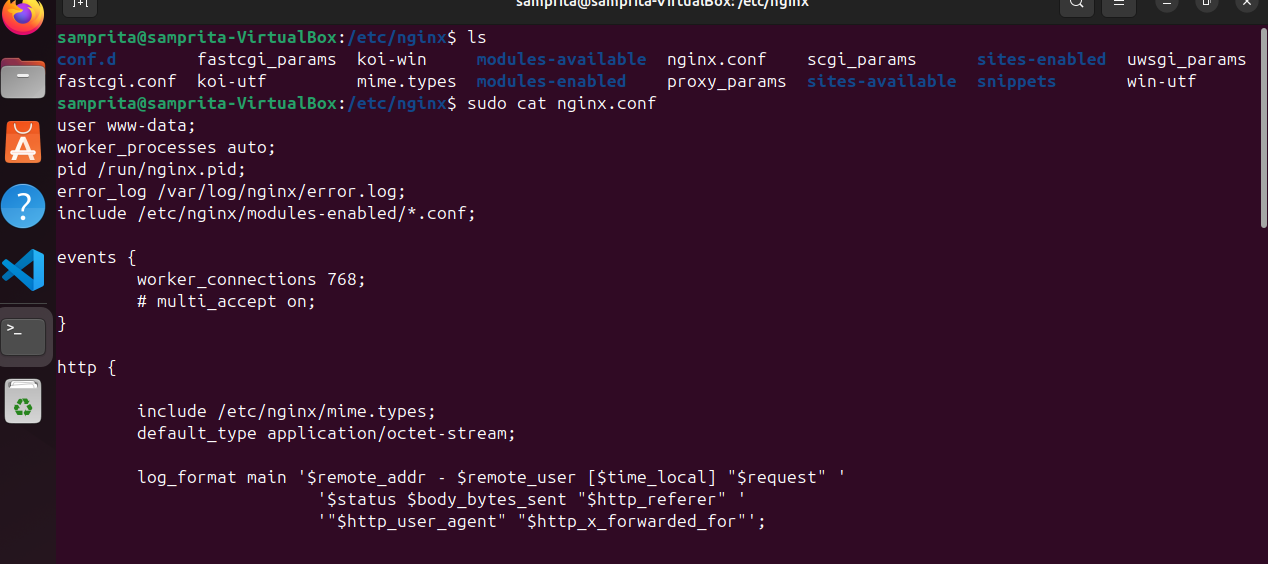 samprita@samprita-VirtualBox: /etc/nginx
samprita@samprita-VirtualBox:/etc/nginx$ ls
conf.d fastcgi_params koi-win modules-available nginx.conf scgi_params sites-enabled uwsgi_params
fastcgi.conf koi-utf mime.types modules-enabled proxy_params sites-available snippets win-utf
samprita@samprita-VirtualBox:/etc/nginx$ sudo cat nginx.conf
user www-data;
worker_processes auto;
pid /run/nginx.pid;
error_log /var/log/nginx/error.log;
include /etc/nginx/modules-enabled/*.conf;
events {
worker_connections 768;
# multi_accept on;
}
http {
include /etc/nginx/mime.types;
default_type application/octet-stream;
log_format main '$remote_addr - $remote_user [$time_local] "$request" '
'$status $body_bytes_sent "$http_referer" '
'"$http_user_agent" "$http_x_forwarded_for"';